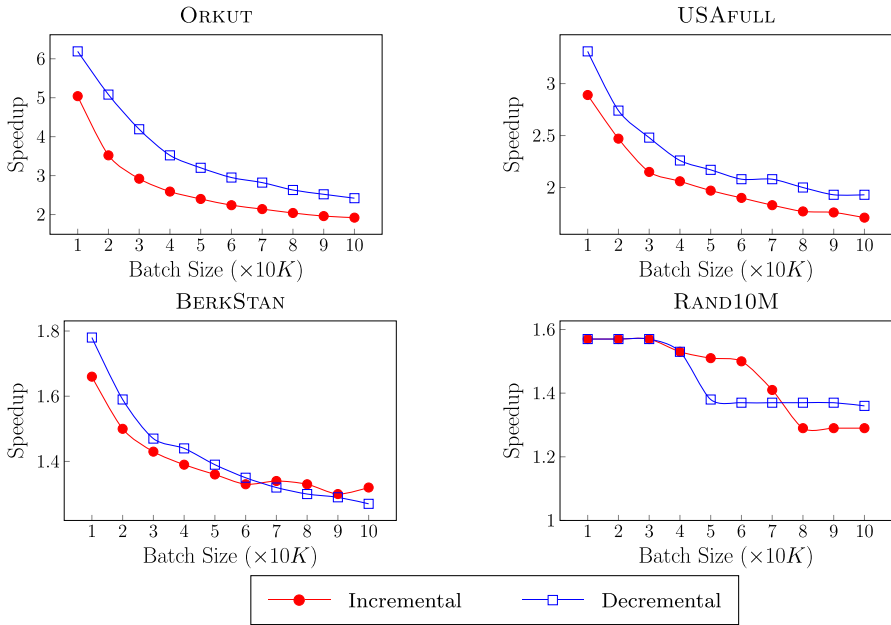 ORKUT
6
5
4
3
2
Speedup
1 2 3 4 5 6 7 8 9 10
Batch Size (×10K)
USAFULL
3
2.5
2
Speedup
1 2 3 4 5 6 7 8 9 10
Batch Size (×10K)
BERKSTAN
1.8
1.6
1.4
Speedup
1 2 3 4 5 6 7 8 9 10
Batch Size (×10K)
RAND10M
1.6
1.4
1.2
1
Speedup
1 2 3 4 5 6 7 8 9 10
Batch Size (×10K)
Incremental Decremental